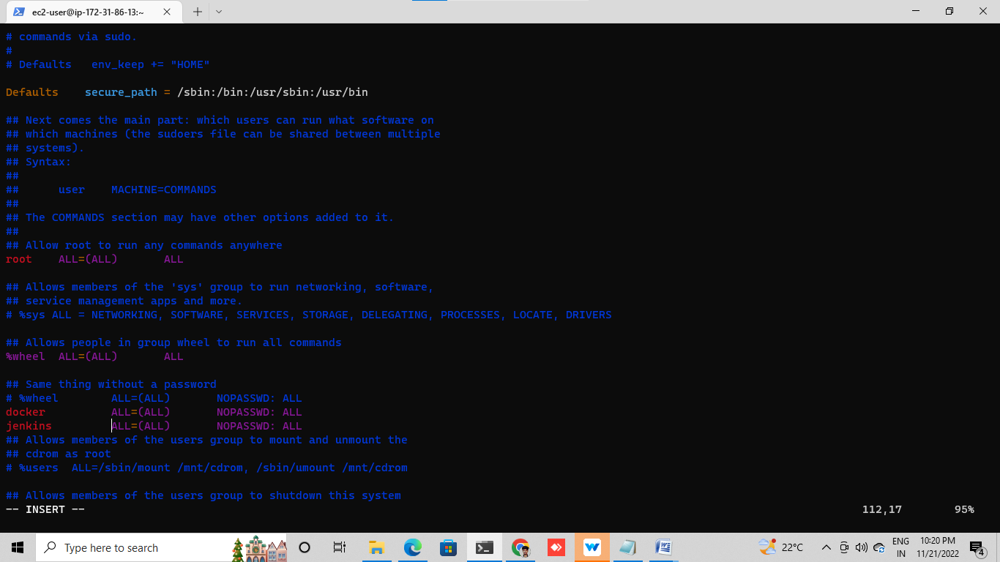 ec2-user@ip-172-31-86-13:~
# commands via sudo.
#
# Defaults   env_keep += "HOME"
Defaults    secure_path = /sbin:/bin:/usr/sbin:/usr/bin
## Next comes the main part: which users can run what software on
## which machines (the sudoers file can be shared between multiple
## systems).
## Syntax:
##
##      user    MACHINE=COMMANDS
##
## The COMMANDS section may have other options added to it.
##
## Allow root to run any commands anywhere
root    ALL=(ALL)       ALL
## Allows members of the 'sys' group to run networking, software,
## service management apps and more.
# %sys ALL = NETWORKING, SOFTWARE, SERVICES, STORAGE, DELEGATING, PROCESSES, LOCATE, DRIVERS
## Allows people in group wheel to run all commands
%wheel  ALL=(ALL)       ALL
## Same thing without a password
# %wheel        ALL=(ALL)       NOPASSWD: ALL
docker          ALL=(ALL)       NOPASSWD: ALL
jenkins         ALL=(ALL)       NOPASSWD: ALL
## Allows members of the users group to mount and unmount the
## cdrom as root
# %users  ALL=/sbin/mount /mnt/cdrom, /sbin/umount /mnt/cdrom
## Allows members of the users group to shutdown this system
-- INSERT --                    112,17        95%
Type here to search
22°C
ENG
IN
10:20 PM
11/21/2022
4